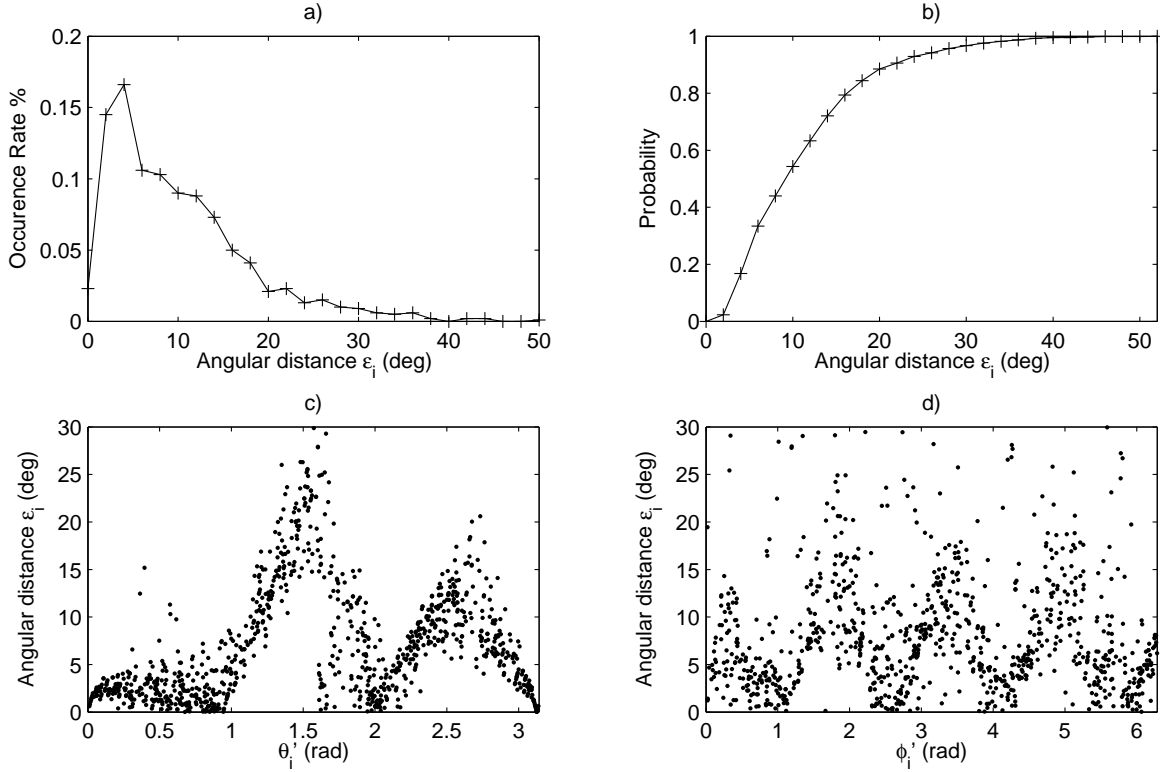 a)
Occurence Rate %
0.2
0.15
0.1
0.05
0
0 10 20 30 40 50
Angular distance ε_i (deg)
b)
Probability
1
0.8
0.6
0.4
0.2
0
0 10 20 30 40 50
Angular distance ε_i (deg)
c)
Angular distance ε_i (deg)
30
25
20
15
10
5
0
0 0.5 1 1.5 2 2.5 3
θ_i' (rad)
d)
Angular distance ε_i (deg)
30
25
20
15
10
5
0
0 1 2 3 4 5 6
ϕ_i' (rad)